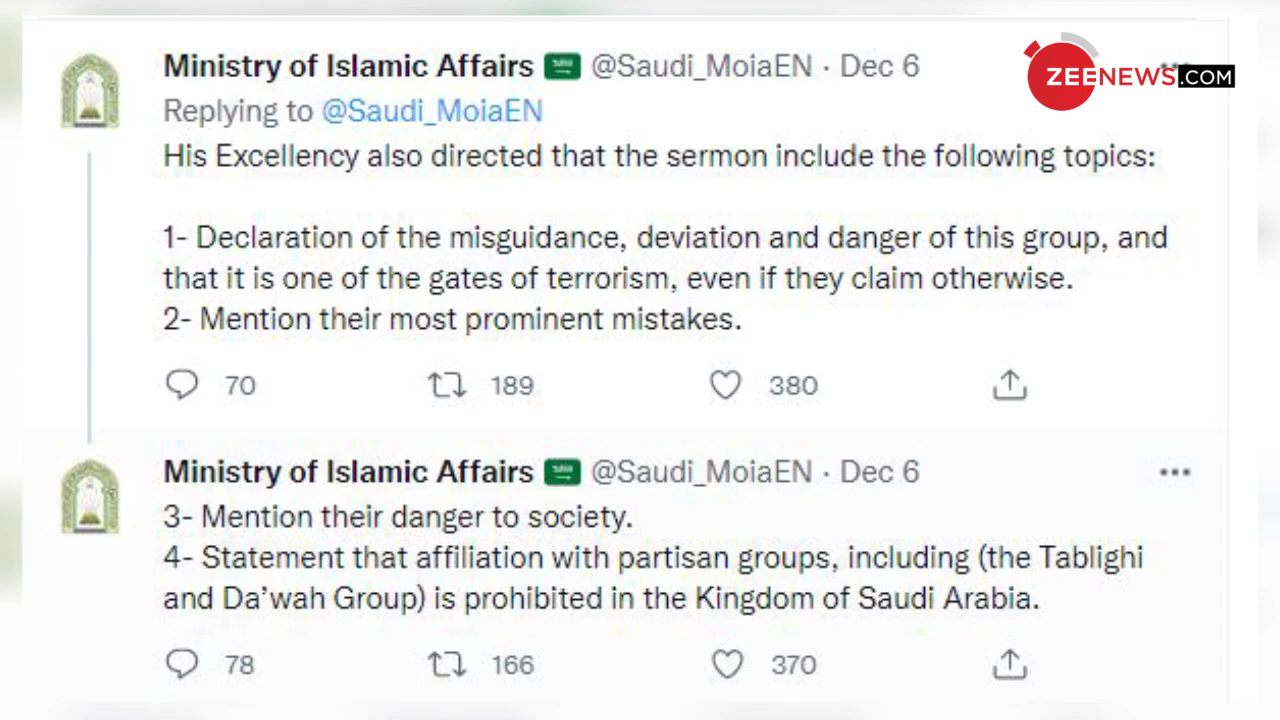 ZEENEWS.COM
Ministry of Islamic Affairs @Saudi_MoiaEN · Dec 6
Replying to @Saudi_MoiaEN
His Excellency also directed that the sermon include the following topics:
1- Declaration of the misguidance, deviation and danger of this group, and
that it is one of the gates of terrorism, even if they claim otherwise.
2- Mention their most prominent mistakes.
70 189 380
Ministry of Islamic Affairs @Saudi_MoiaEN · Dec 6
3- Mention their danger to society.
4- Statement that affiliation with partisan groups, including (the Tablighi
and Da’wah Group) is prohibited in the Kingdom of Saudi Arabia.
78 166 370